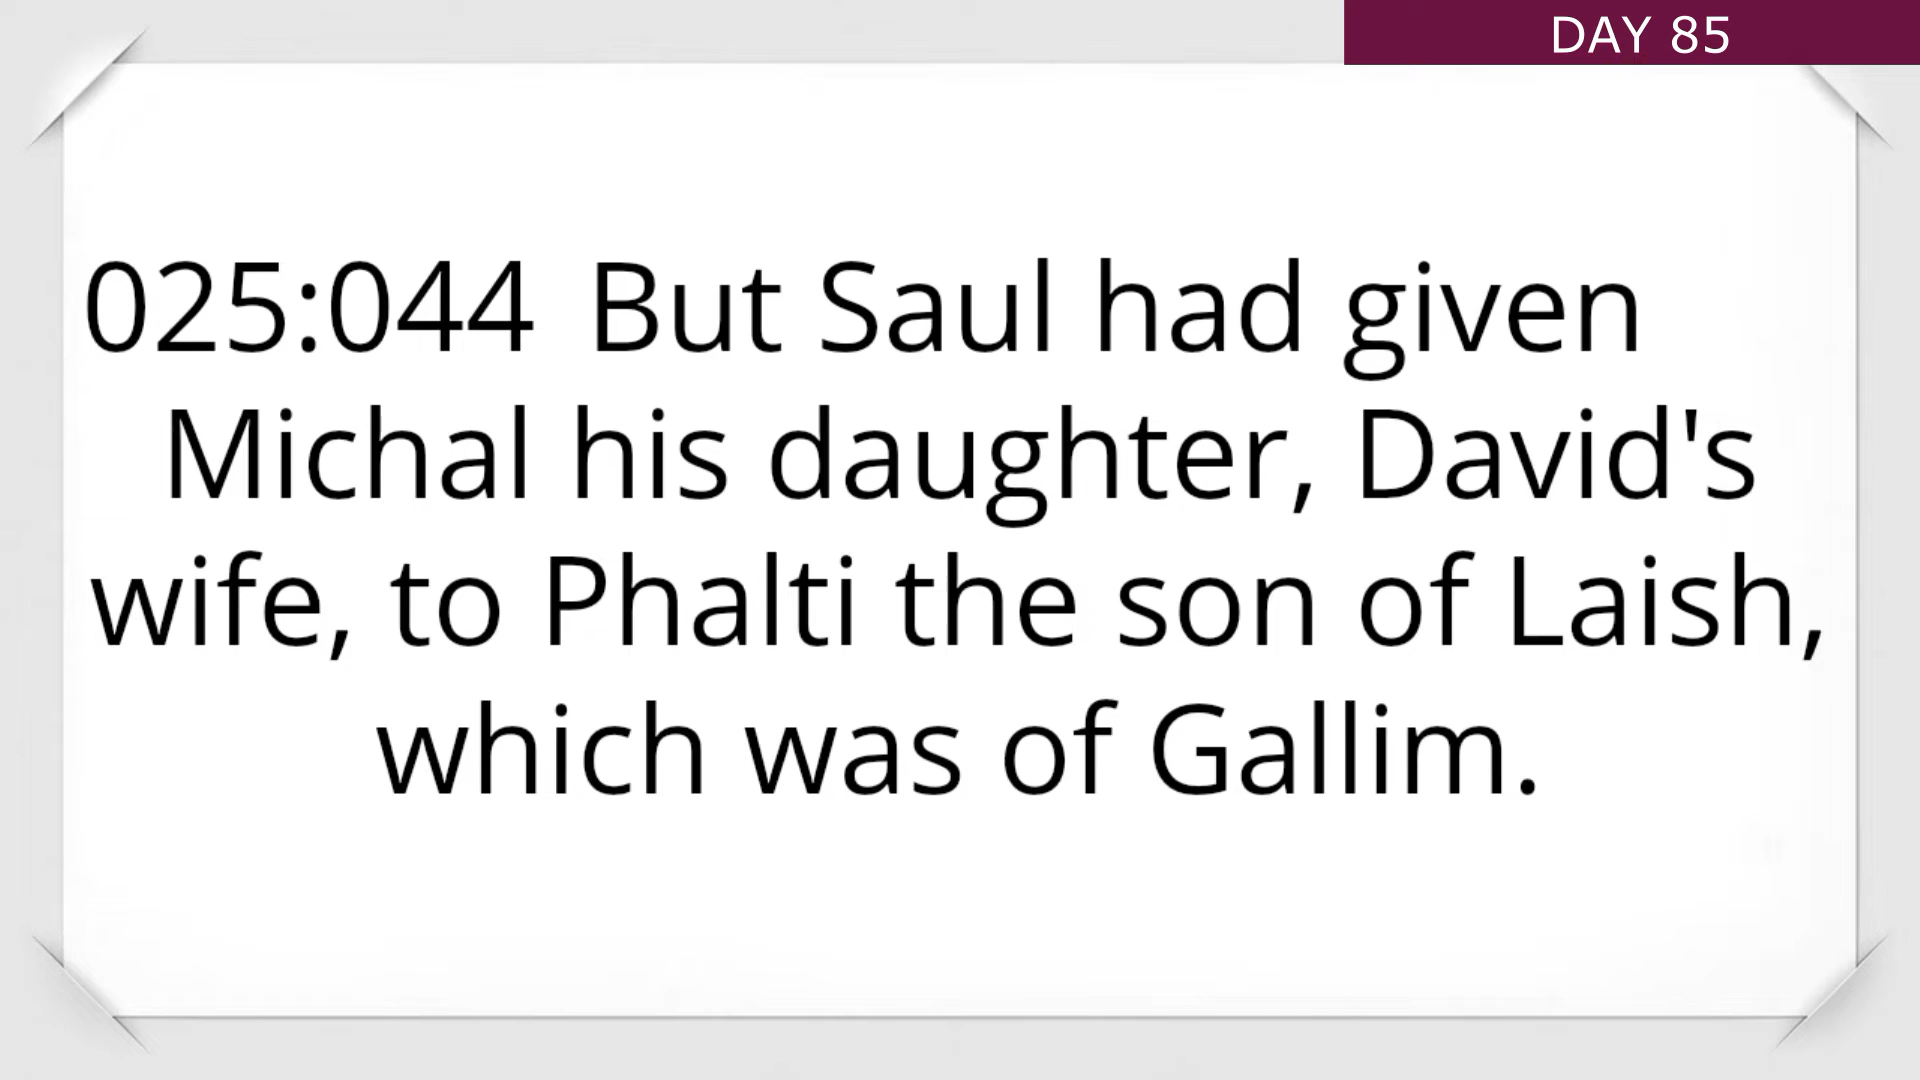 DAY 85
025:044 But Saul had given
Michal his daughter, David's
wife, to Phalti the son of Laish,
which was of Gallim.